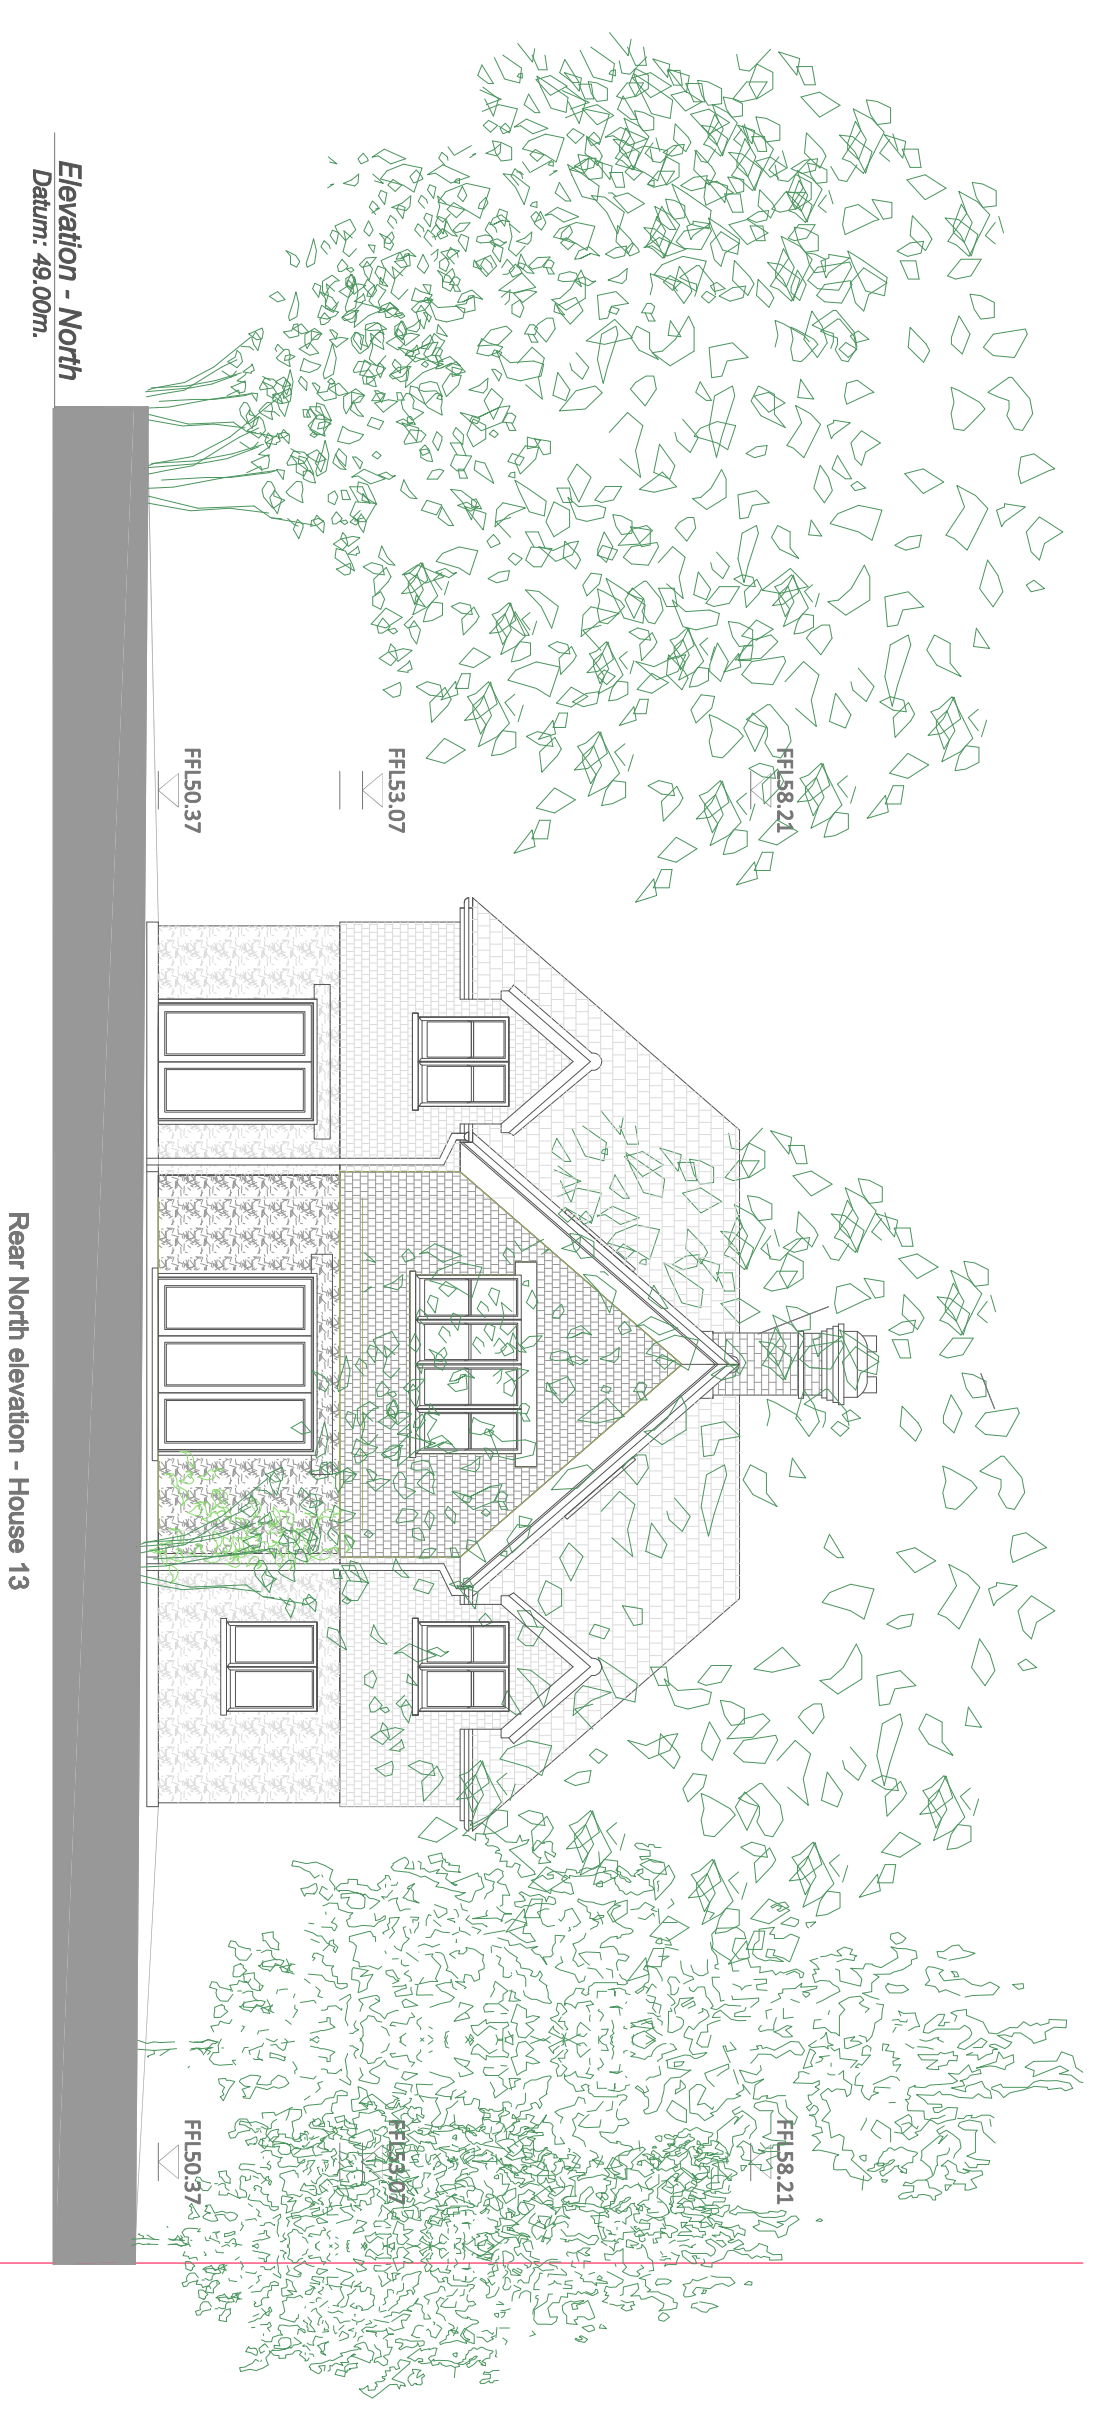 FFL58.21
FFL58.21
FFL53.07
FFL53.07
FFL50.37
FFL50.37
Elevation - North
Datum: 49.00m.
Rear North elevation - House 13